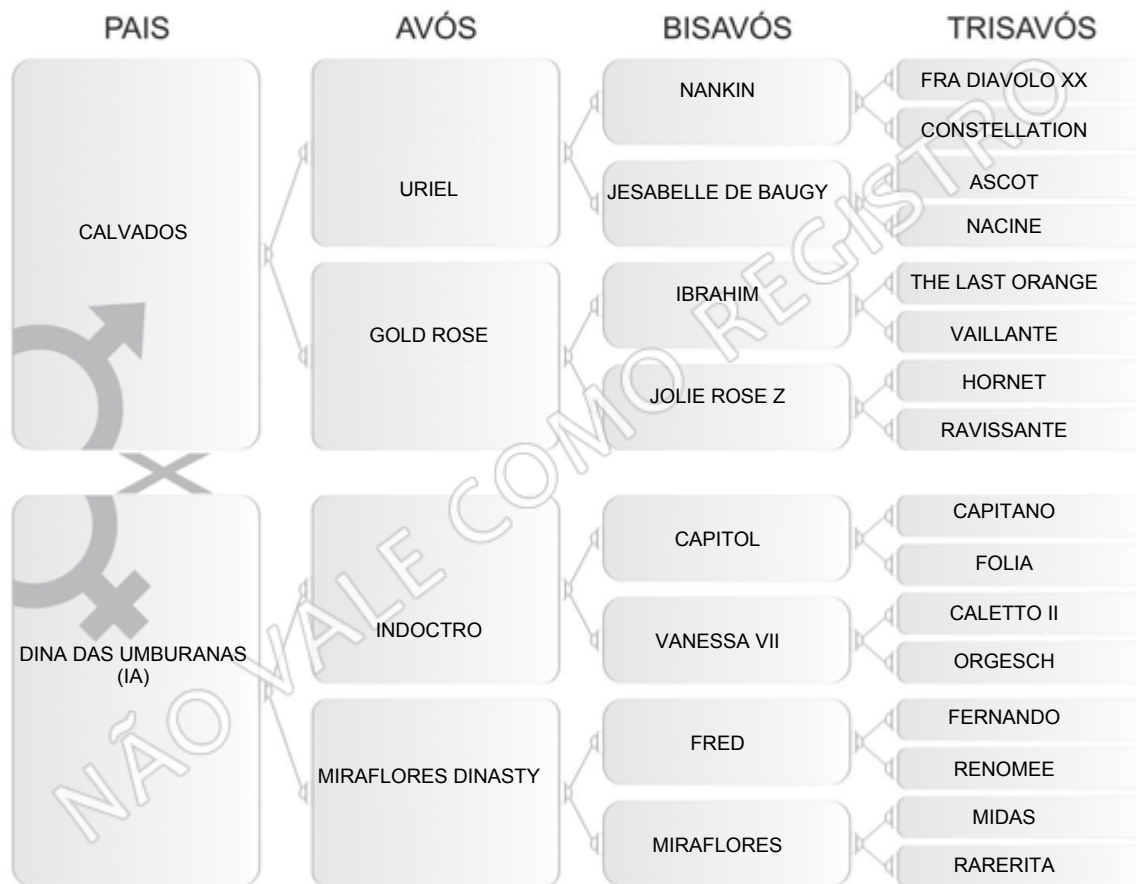 PAIS
AVÓS
BISAVÓS
TRISAVÓS
CALVADOS
URIEL
GOLD ROSE
NANKIN
JESABELLE DE BAUGY
IBRAHIM
JOLIE ROSE Z
FRA DIAVOLO XX
CONSTELLATION
ASCOT
NACINE
THE LAST ORANGE
VAILLANTE
HORNET
RAVISSANTE
DINA DAS UMBURANAS
(IA)
INDOCTRO
MIRAFLORES DINASTY
CAPITOL
VANESSA VII
FRED
MIRAFLORES
CAPITANO
FOLIA
CALETTO II
ORGESCH
FERNANDO
RENOMEE
MIDAS
RARERITA
NÃO VALE COMO REGISTRO